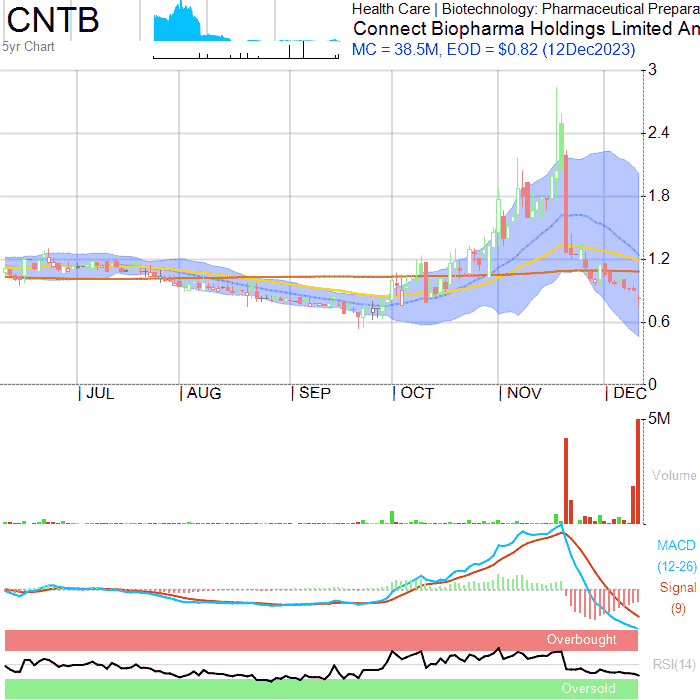 CNTB
5yr Chart
Health Care | Biotechnology: Pharmaceutical Prepara
Connect Biopharma Holdings Limited An
MC = 38.5M, EOD = $0.82 (12Dec2023)
3
2.4
1.8
1.2
0.6
0
JUL AUG SEP OCT NOV DEC
5M
Volume
MACD
(12-26)
Signal
(9)
Overbought
RSI(14)
Oversold